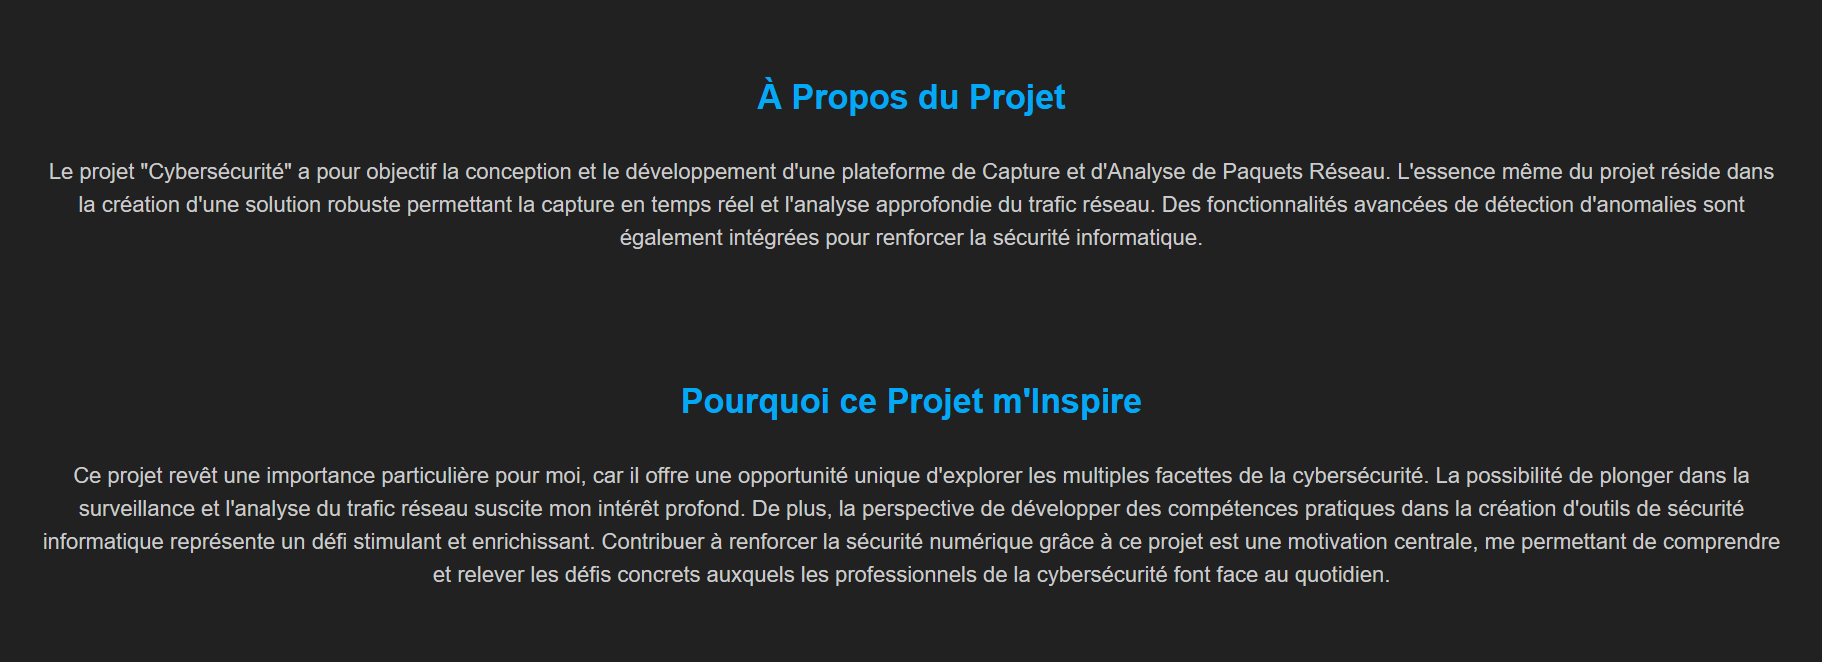 À Propos du Projet
Le projet "Cybersécurité" a pour objectif la conception et le développement d'une plateforme de Capture et d'Analyse de Paquets Réseau. L'essence même du projet réside dans
la création d'une solution robuste permettant la capture en temps réel et l'analyse approfondie du trafic réseau. Des fonctionnalités avancées de détection d'anomalies sont
également intégrées pour renforcer la sécurité informatique.
Pourquoi ce Projet m'Inspire
Ce projet revêt une importance particulière pour moi, car il offre une opportunité unique d'explorer les multiples facettes de la cybersécurité. La possibilité de plonger dans la
surveillance et l'analyse du trafic réseau suscite mon intérêt profond. De plus, la perspective de développer des compétences pratiques dans la création d'outils de sécurité
informatique représente un défi stimulant et enrichissant. Contribuer à renforcer la sécurité numérique grâce à ce projet est une motivation centrale, me permettant de comprendre
et relever les défis concrets auxquels les professionnels de la cybersécurité font face au quotidien.